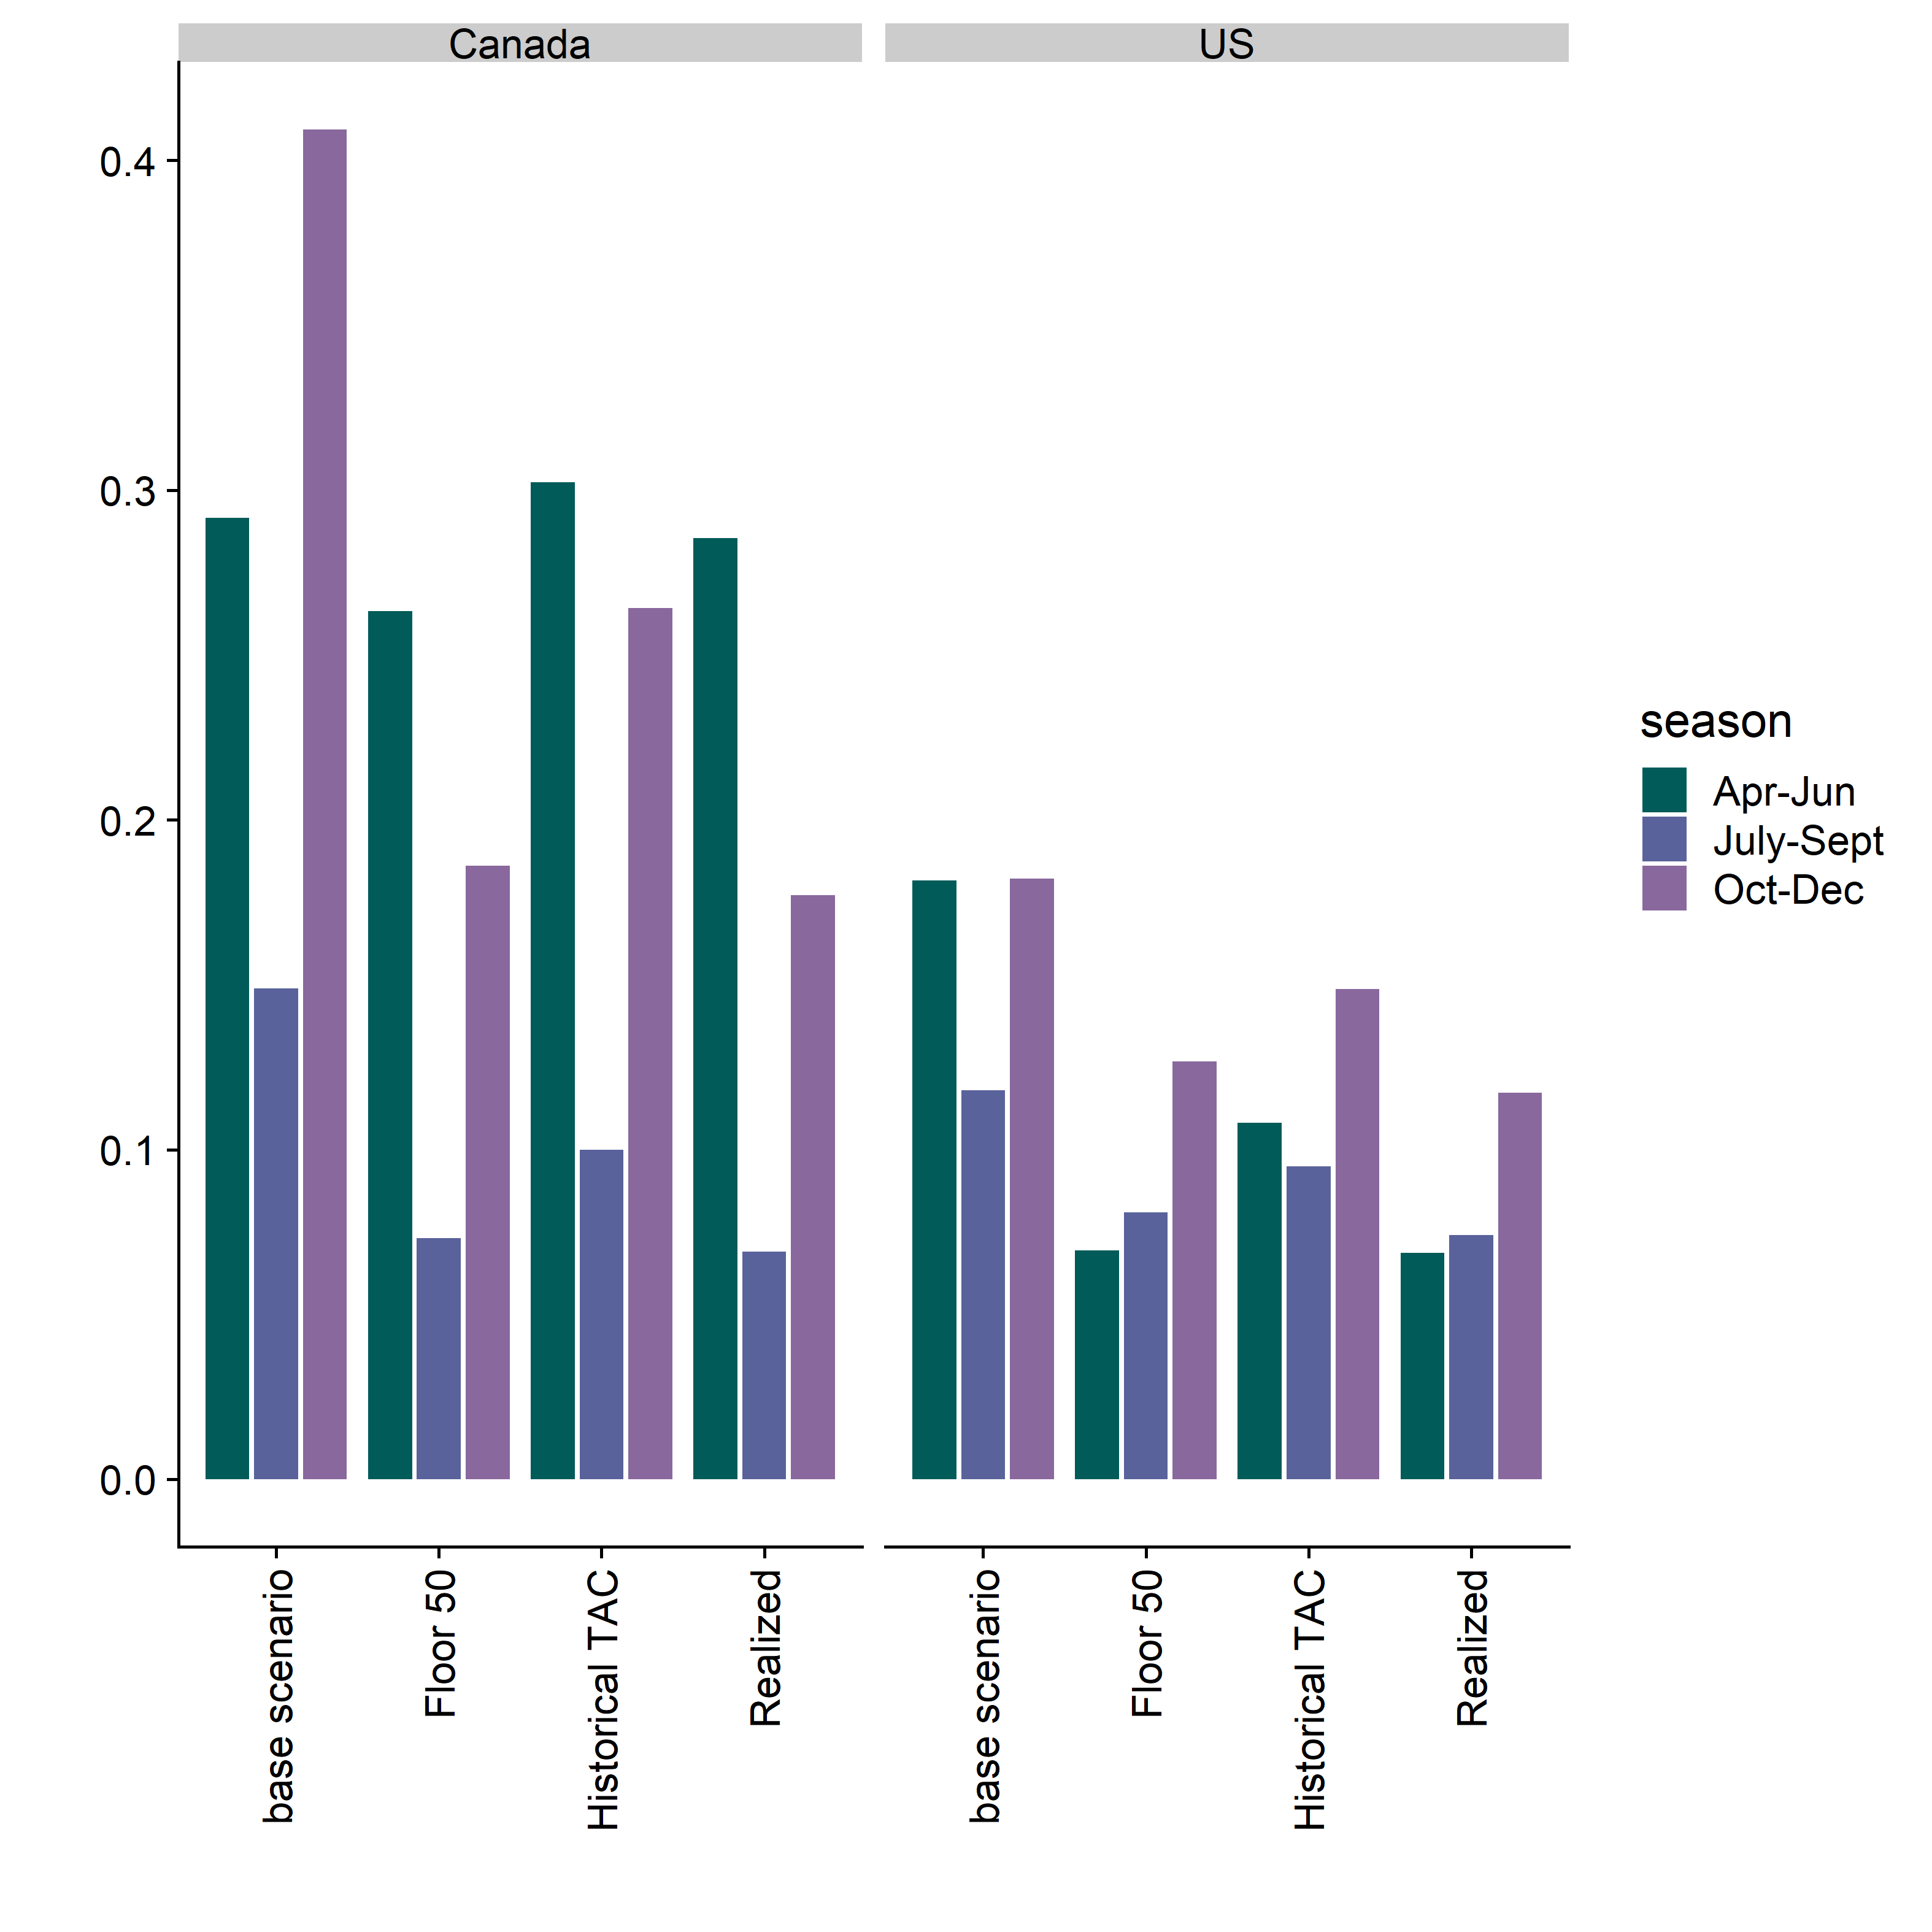 Canada
US
0.4
0.3
0.2
0.1
0.0
base scenario
Floor 50
Historical TAC
Realized
base scenario
Floor 50
Historical TAC
Realized
season
Apr-Jun
July-Sept
Oct-Dec